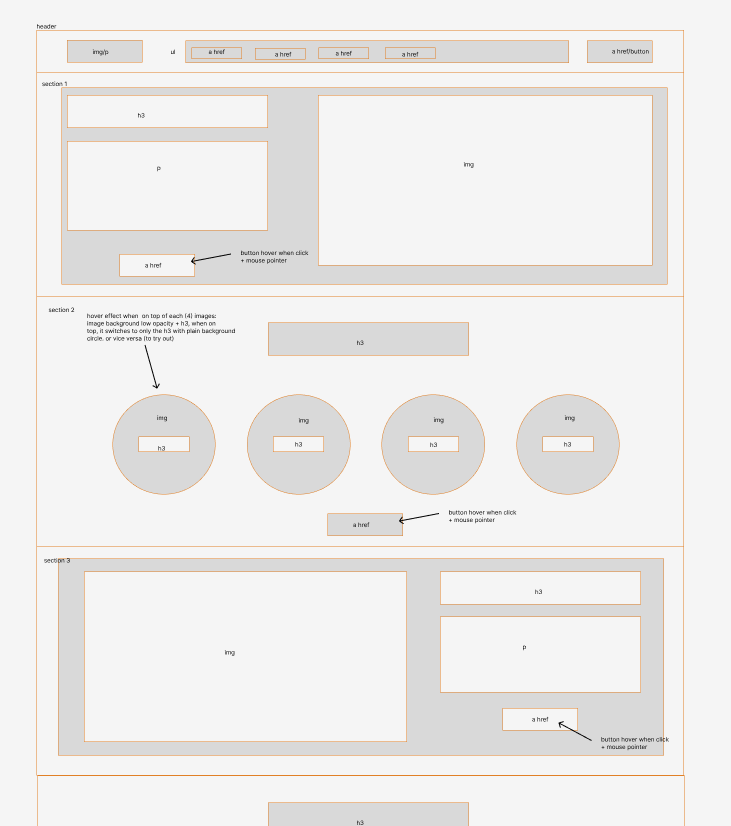 header
img/p
ul
a href
a href
a href
a href
a href/button
section 1
h3
p
img
a href
button hover when click
+ mouse pointer
section 2
hover effect when on top of each (4) images:
image background low opacity + h3, when on
top, it switches to only the h3 with plain background
circle. or vice versa (to try out)
h3
img
img
img
img
h3
h3
h3
h3
a href
button hover when click
+ mouse pointer
section 3
img
h3
p
a href
button hover when click
+ mouse pointer
h3